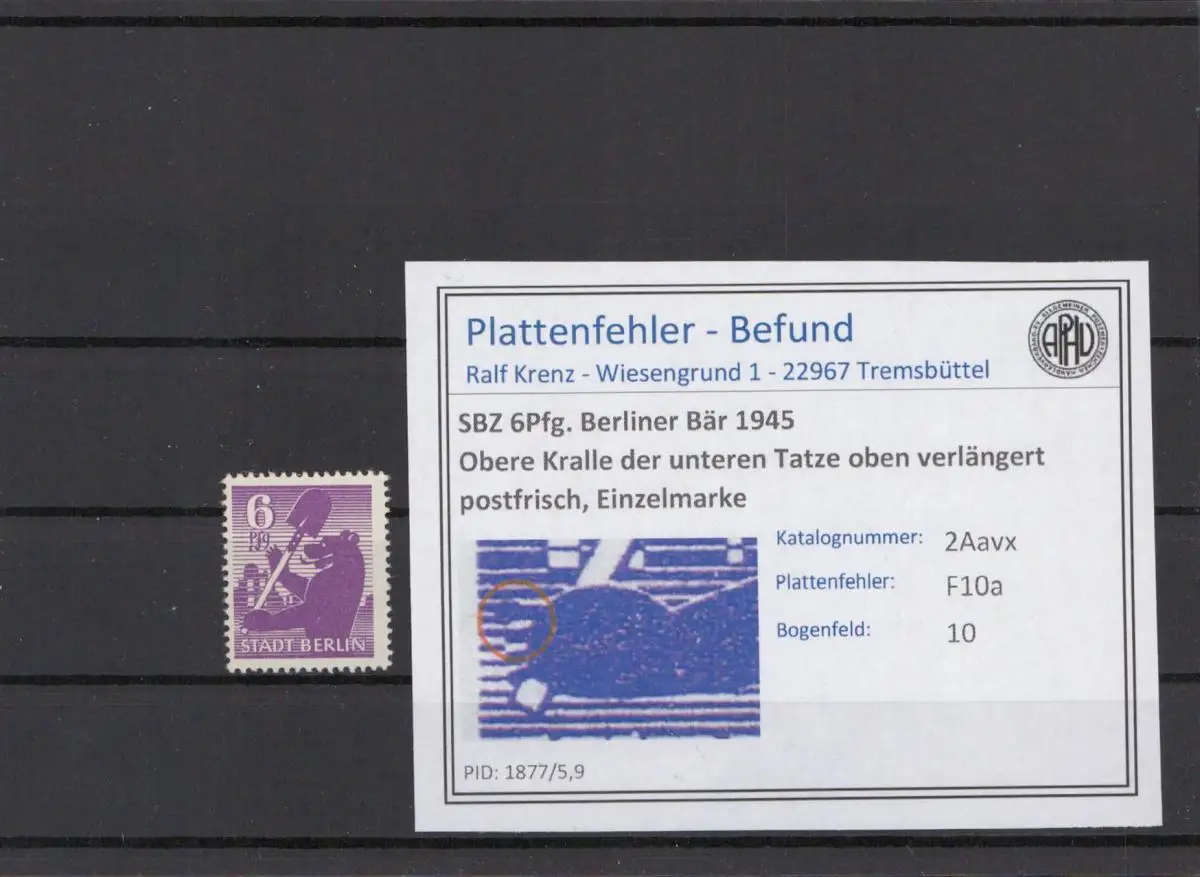 6
Pfg
STADT BERLIN
Plattenfehler - Befund
Ralf Krenz - Wiesengrund 1 - 22967 Tremsbüttel
APHV
SBZ 6Pfg. Berliner Bär 1945
Obere Kralle der unteren Tatze oben verlängert
postfrisch, Einzelmarke
Katalognummer: 2Aavx
Plattenfehler: F10a
Bogenfeld: 10
PID: 1877/5,9